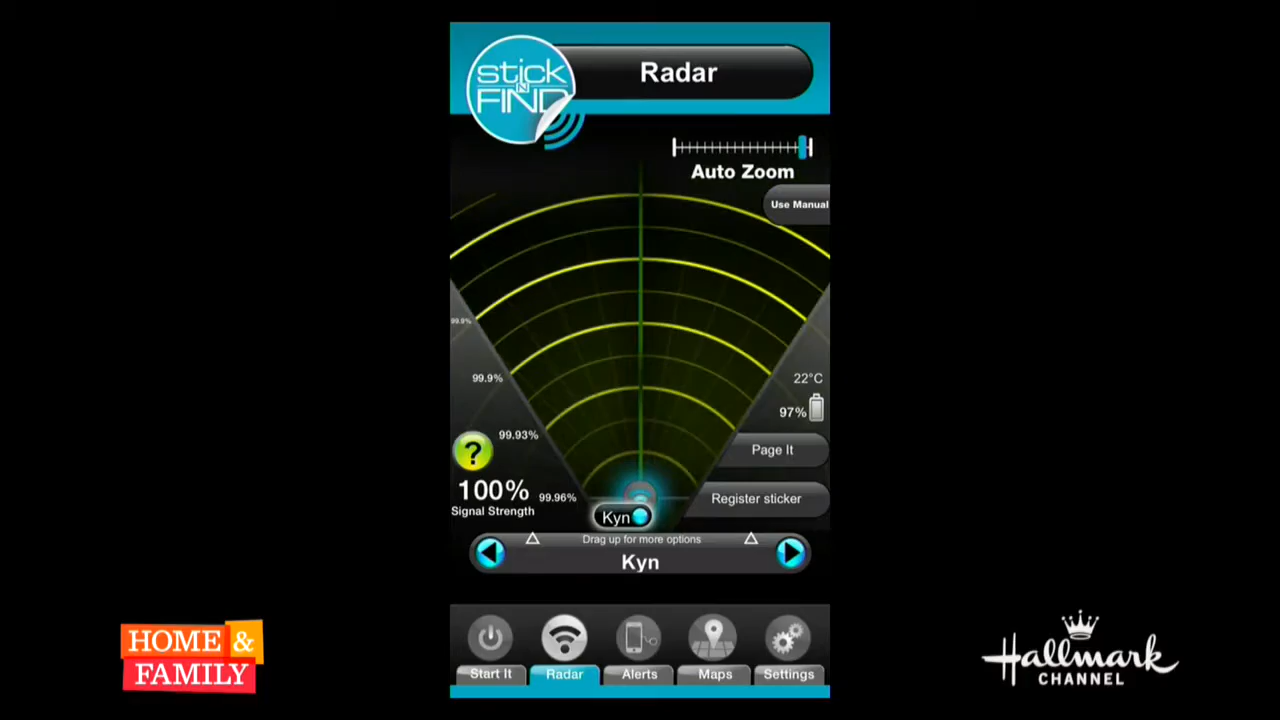 stick
N
FIND
Radar
Auto Zoom
Use Manual
99.9%
99.9%
22°C
97%
99.93%
?
Page It
100%
99.96%
Signal Strength
Register sticker
Kyn
Drag up for more options
Kyn
Start It
Radar
Alerts
Maps
Settings
HOME &
FAMILY
Hallmark
CHANNEL